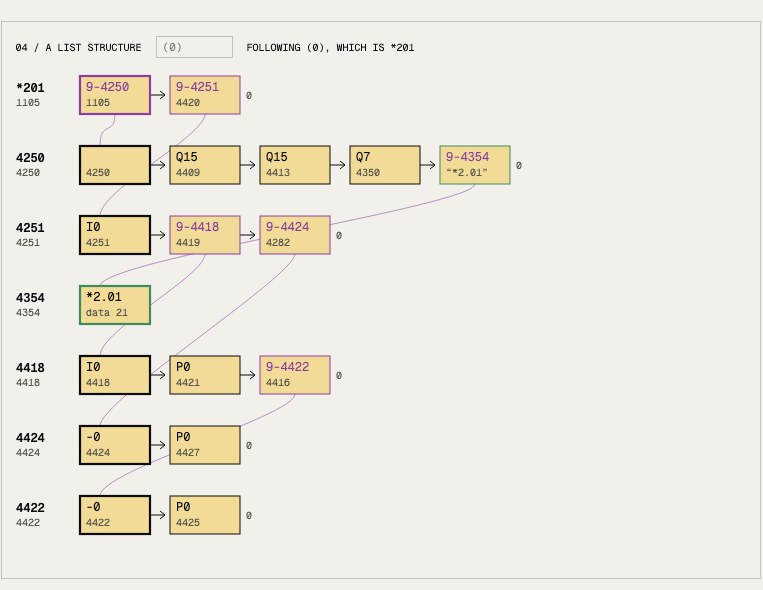 04 / A LIST STRUCTURE (0) FOLLOWING (0), WHICH IS *201
*201 9-4250 9-4251
1105 1105 4420 0
4250 Q15 Q15 Q7 9-4354
4250 4250 4409 4413 4350 "*2.01" 0
4251 I0 9-4418 9-4424
4251 4251 4419 4282 0
4354 *2.01
4354 data 21
4418 I0 P0 9-4422
4418 4418 4421 4416 0
4424 -0 P0
4424 4424 4427 0
4422 -0 P0
4422 4422 4425 0